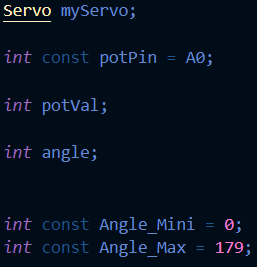 Servo myServo;
int const potPin = A0;
int potVal;
int angle;
int const Angle_Mini = 0;
int const Angle_Max = 179;